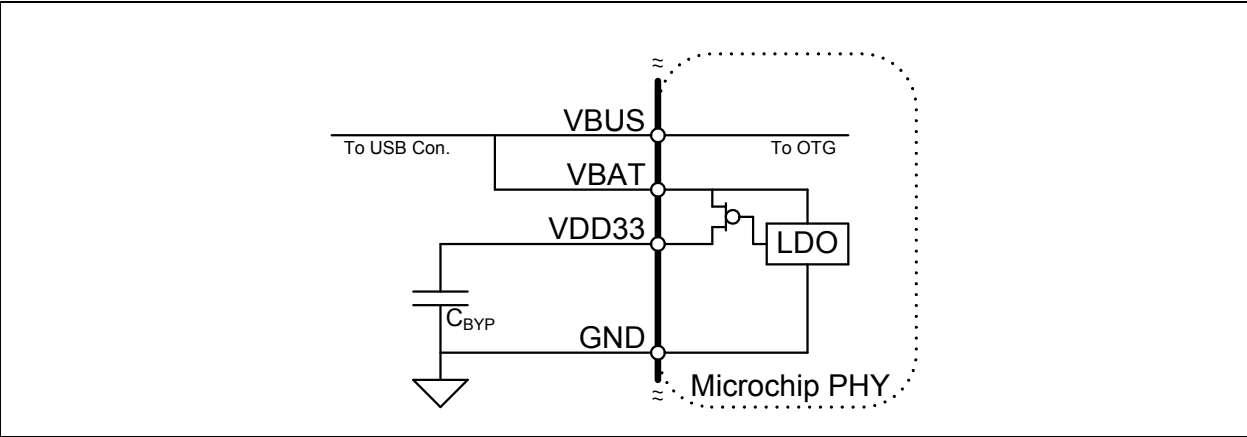 VBUS
To USB Con.
To OTG
VBAT
VDD33
LDO
CBYP
GND
Microchip PHY